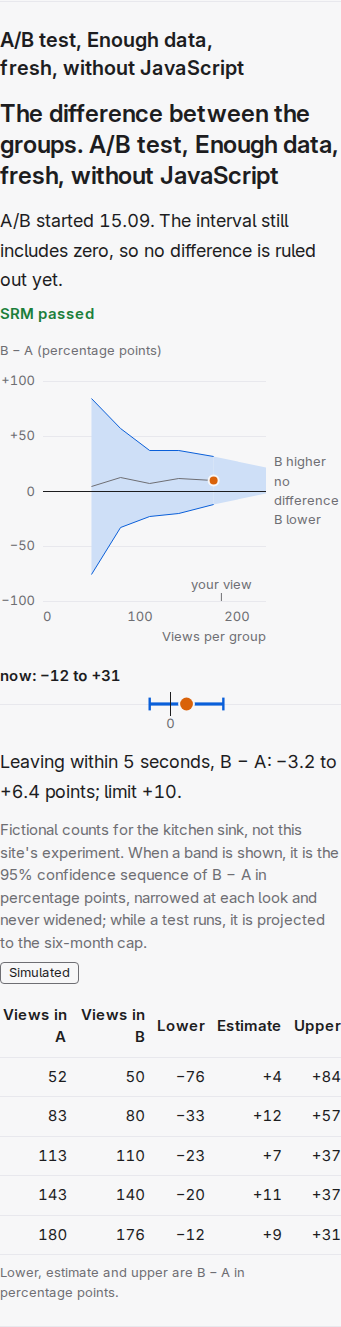 A/B test, Enough data,
fresh, without JavaScript
The difference between the
groups. A/B test, Enough data,
fresh, without JavaScript
A/B started 15.09. The interval still
includes zero, so no difference is ruled
out yet.
SRM passed
B − A (percentage points)
+100
+50
0
−50
−100
B higher
no
difference
B lower
your view
0 100 200
Views per group
now: −12 to +31
0
Leaving within 5 seconds, B − A: −3.2 to
+6.4 points; limit +10.
Fictional counts for the kitchen sink, not this
site's experiment. When a band is shown, it is the
95% confidence sequence of B − A in
percentage points, narrowed at each look and
never widened; while a test runs, it is projected
to the six-month cap.
Simulated
Views in A Views in B Lower Estimate Upper
52 50 −76 +4 +84
83 80 −33 +12 +57
113 110 −23 +7 +37
143 140 −20 +11 +37
180 176 −12 +9 +31
Lower, estimate and upper are B − A in
percentage points.